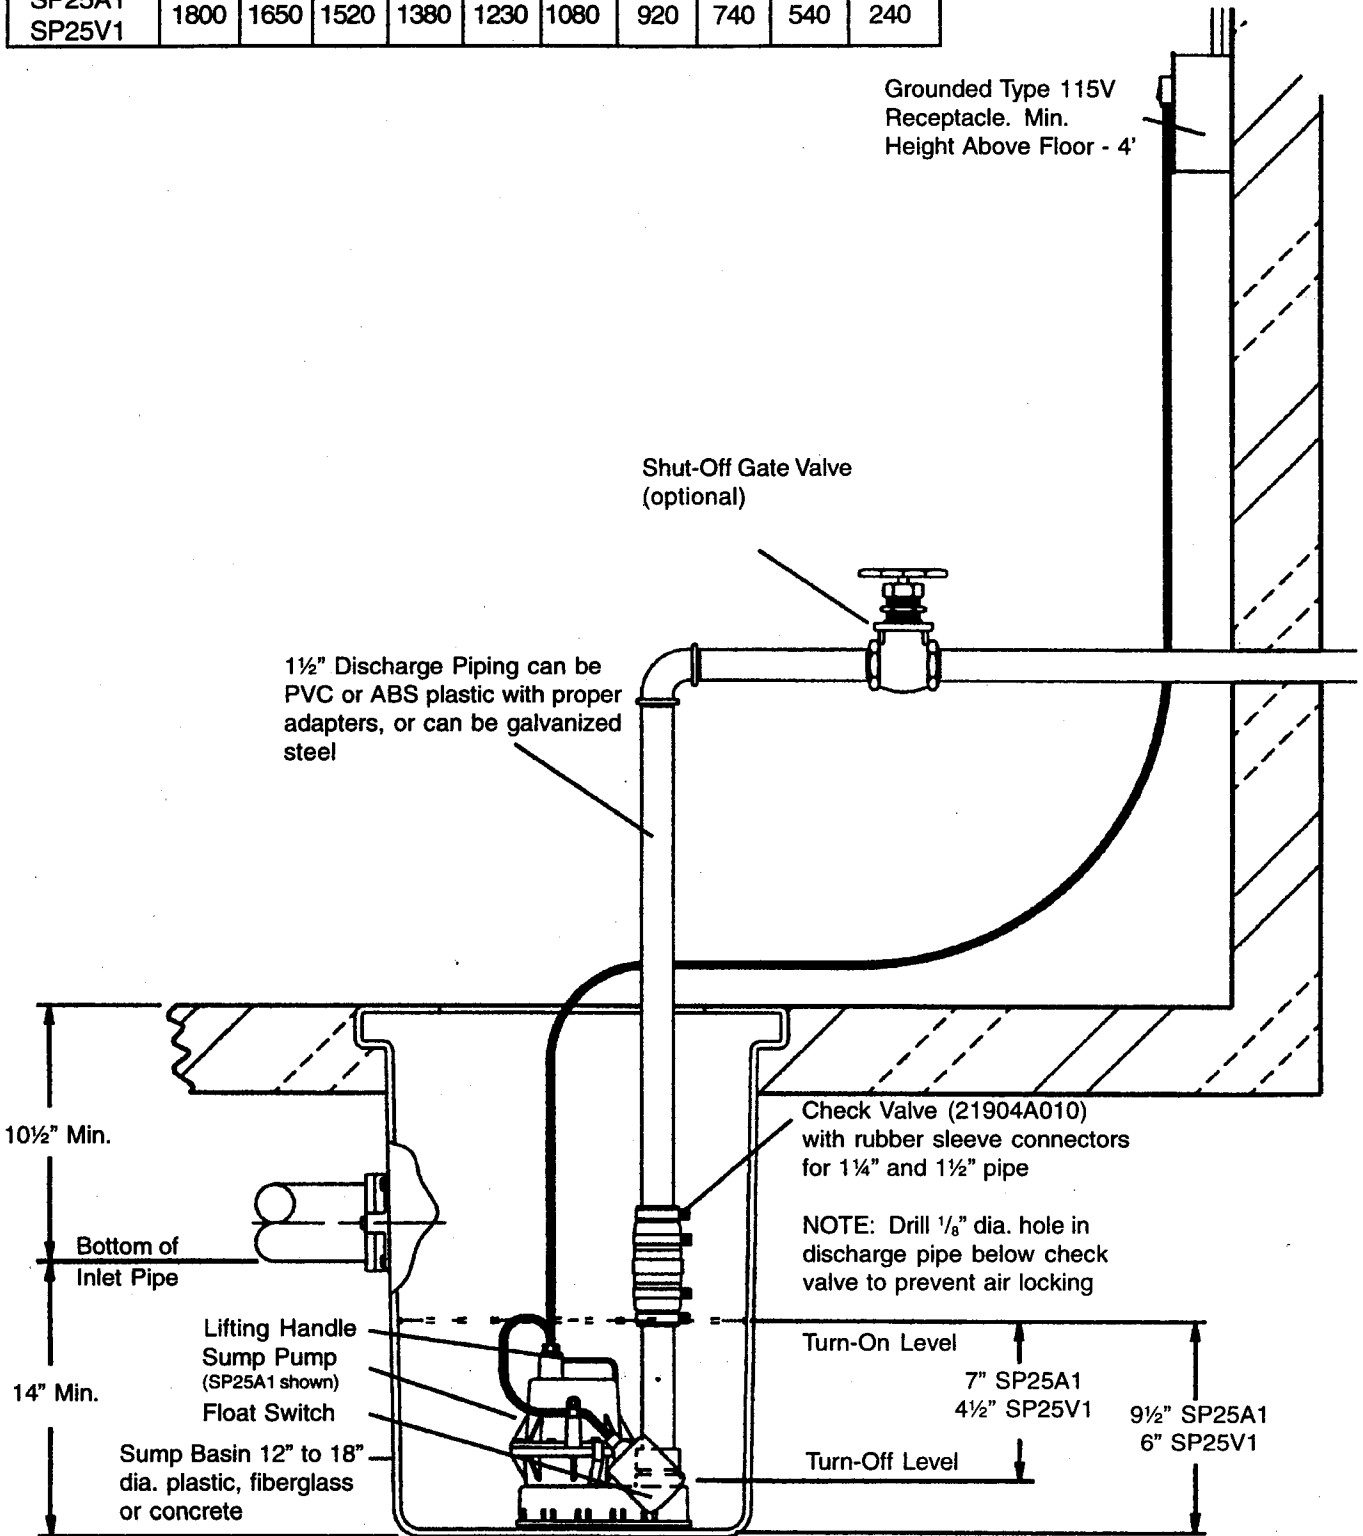 SP25A1
SP25V1
1800 1650 1520 1380 1230 1080 920 740 540 240
Grounded Type 115V
Receptacle. Min.
Height Above Floor - 4'
Shut-Off Gate Valve
(optional)
1½" Discharge Piping can be
PVC or ABS plastic with proper
adapters, or can be galvanized
steel
10½" Min.
Check Valve (21904A010)
with rubber sleeve connectors
for 1¼" and 1½" pipe
NOTE: Drill 1/8" dia. hole in
discharge pipe below check
valve to prevent air locking
Bottom of
Inlet Pipe
14" Min.
Lifting Handle
Sump Pump
(SP25A1 shown)
Float Switch
Sump Basin 12" to 18"
dia. plastic, fiberglass
or concrete
Turn-On Level
7" SP25A1
4½" SP25V1
9½" SP25A1
6" SP25V1
Turn-Off Level